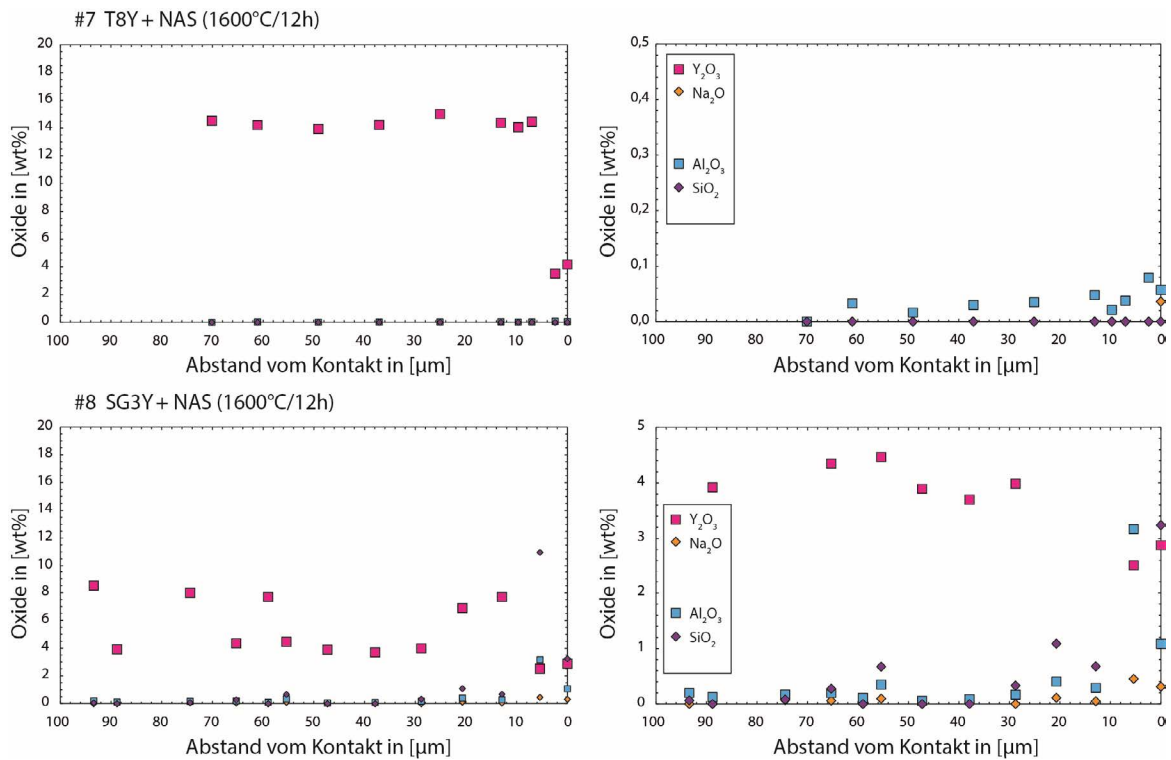 #7 T8Y + NAS (1600°C/12h)
Oxide in [wt%]
20
18
16
14
12
10
8
6
4
2
0
100 90 80 70 60 50 40 30 20 10 0
Abstand vom Kontakt in [µm]
Oxide in [wt%]
0,5
0,4
0,3
0,2
0,1
0,0
Y₂O₃
Na₂O
Al₂O₃
SiO₂
100 90 80 70 60 50 40 30 20 10 00
Abstand vom Kontakt in [µm]
#8 SG3Y + NAS (1600°C/12h)
Oxide in [wt%]
20
18
16
14
12
10
8
6
4
2
0
100 90 80 70 60 50 40 30 20 10 0
Abstand vom Kontakt in [µm]
Oxide in [wt%]
5
4
3
2
1
0
Y₂O₃
Na₂O
Al₂O₃
SiO₂
100 90 80 70 60 50 40 30 20 10 00
Abstand vom Kontakt in [µm]